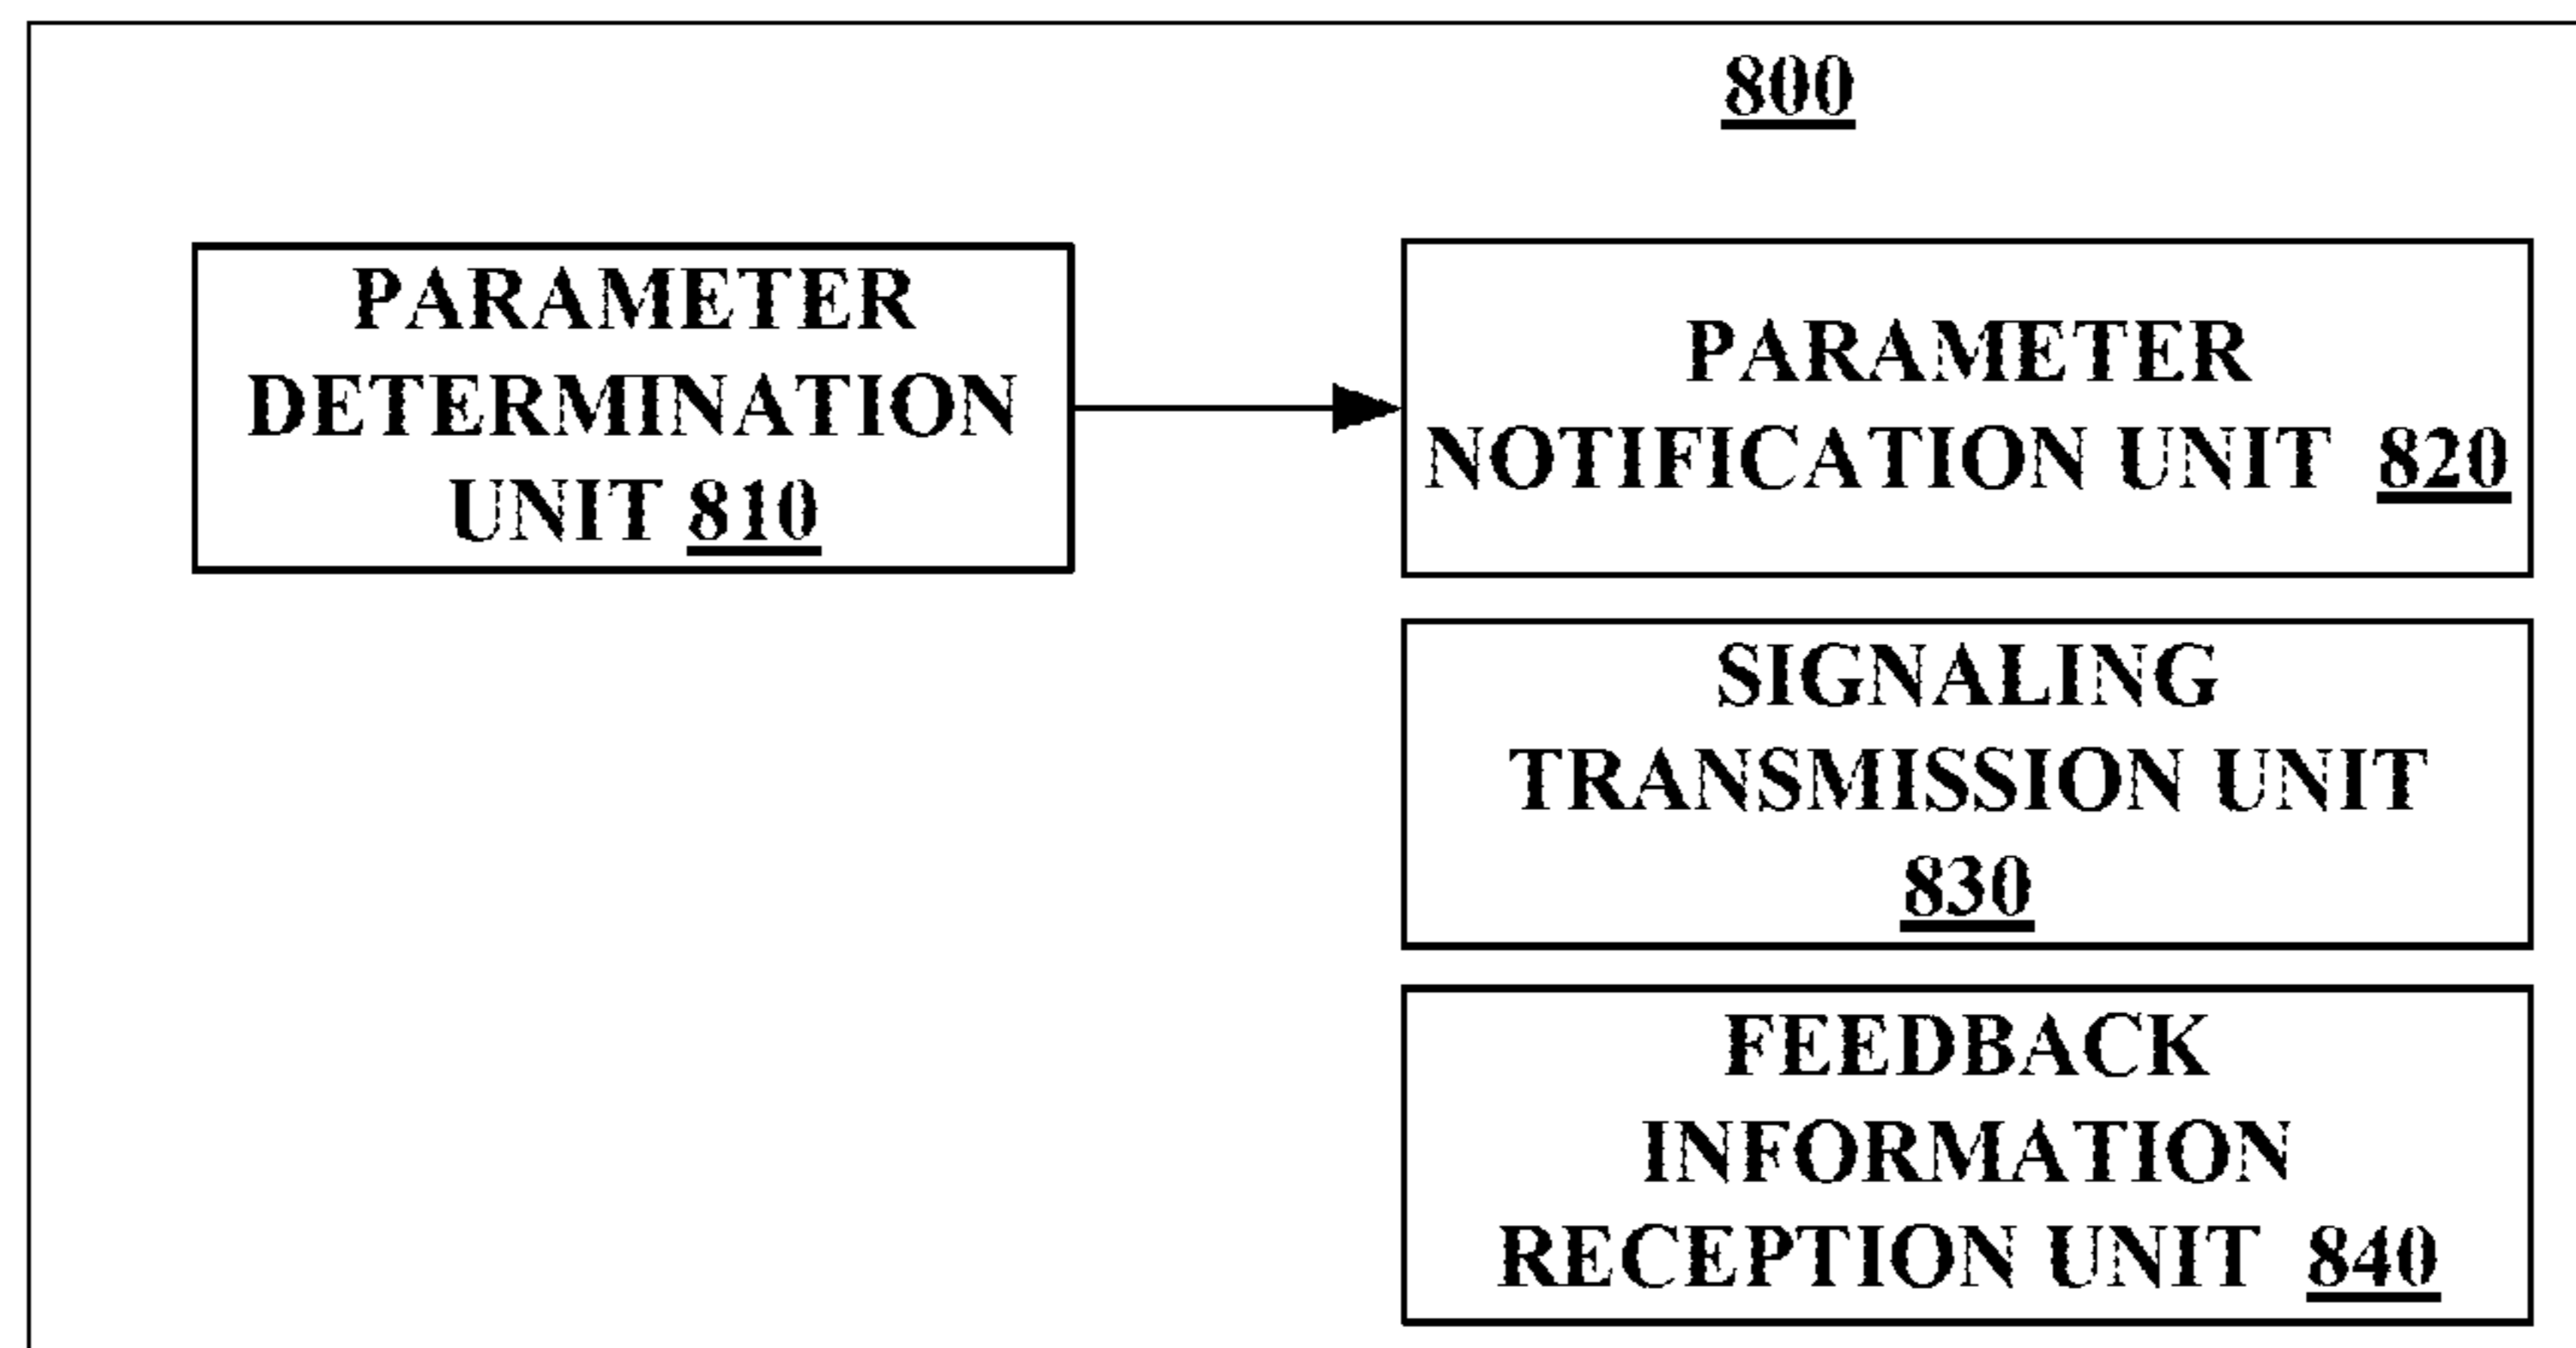 800
PARAMETER
DETERMINATION
UNIT 810
PARAMETER
NOTIFICATION UNIT 820
SIGNALING
TRANSMISSION UNIT
830
FEEDBACK
INFORMATION
RECEPTION UNIT 840